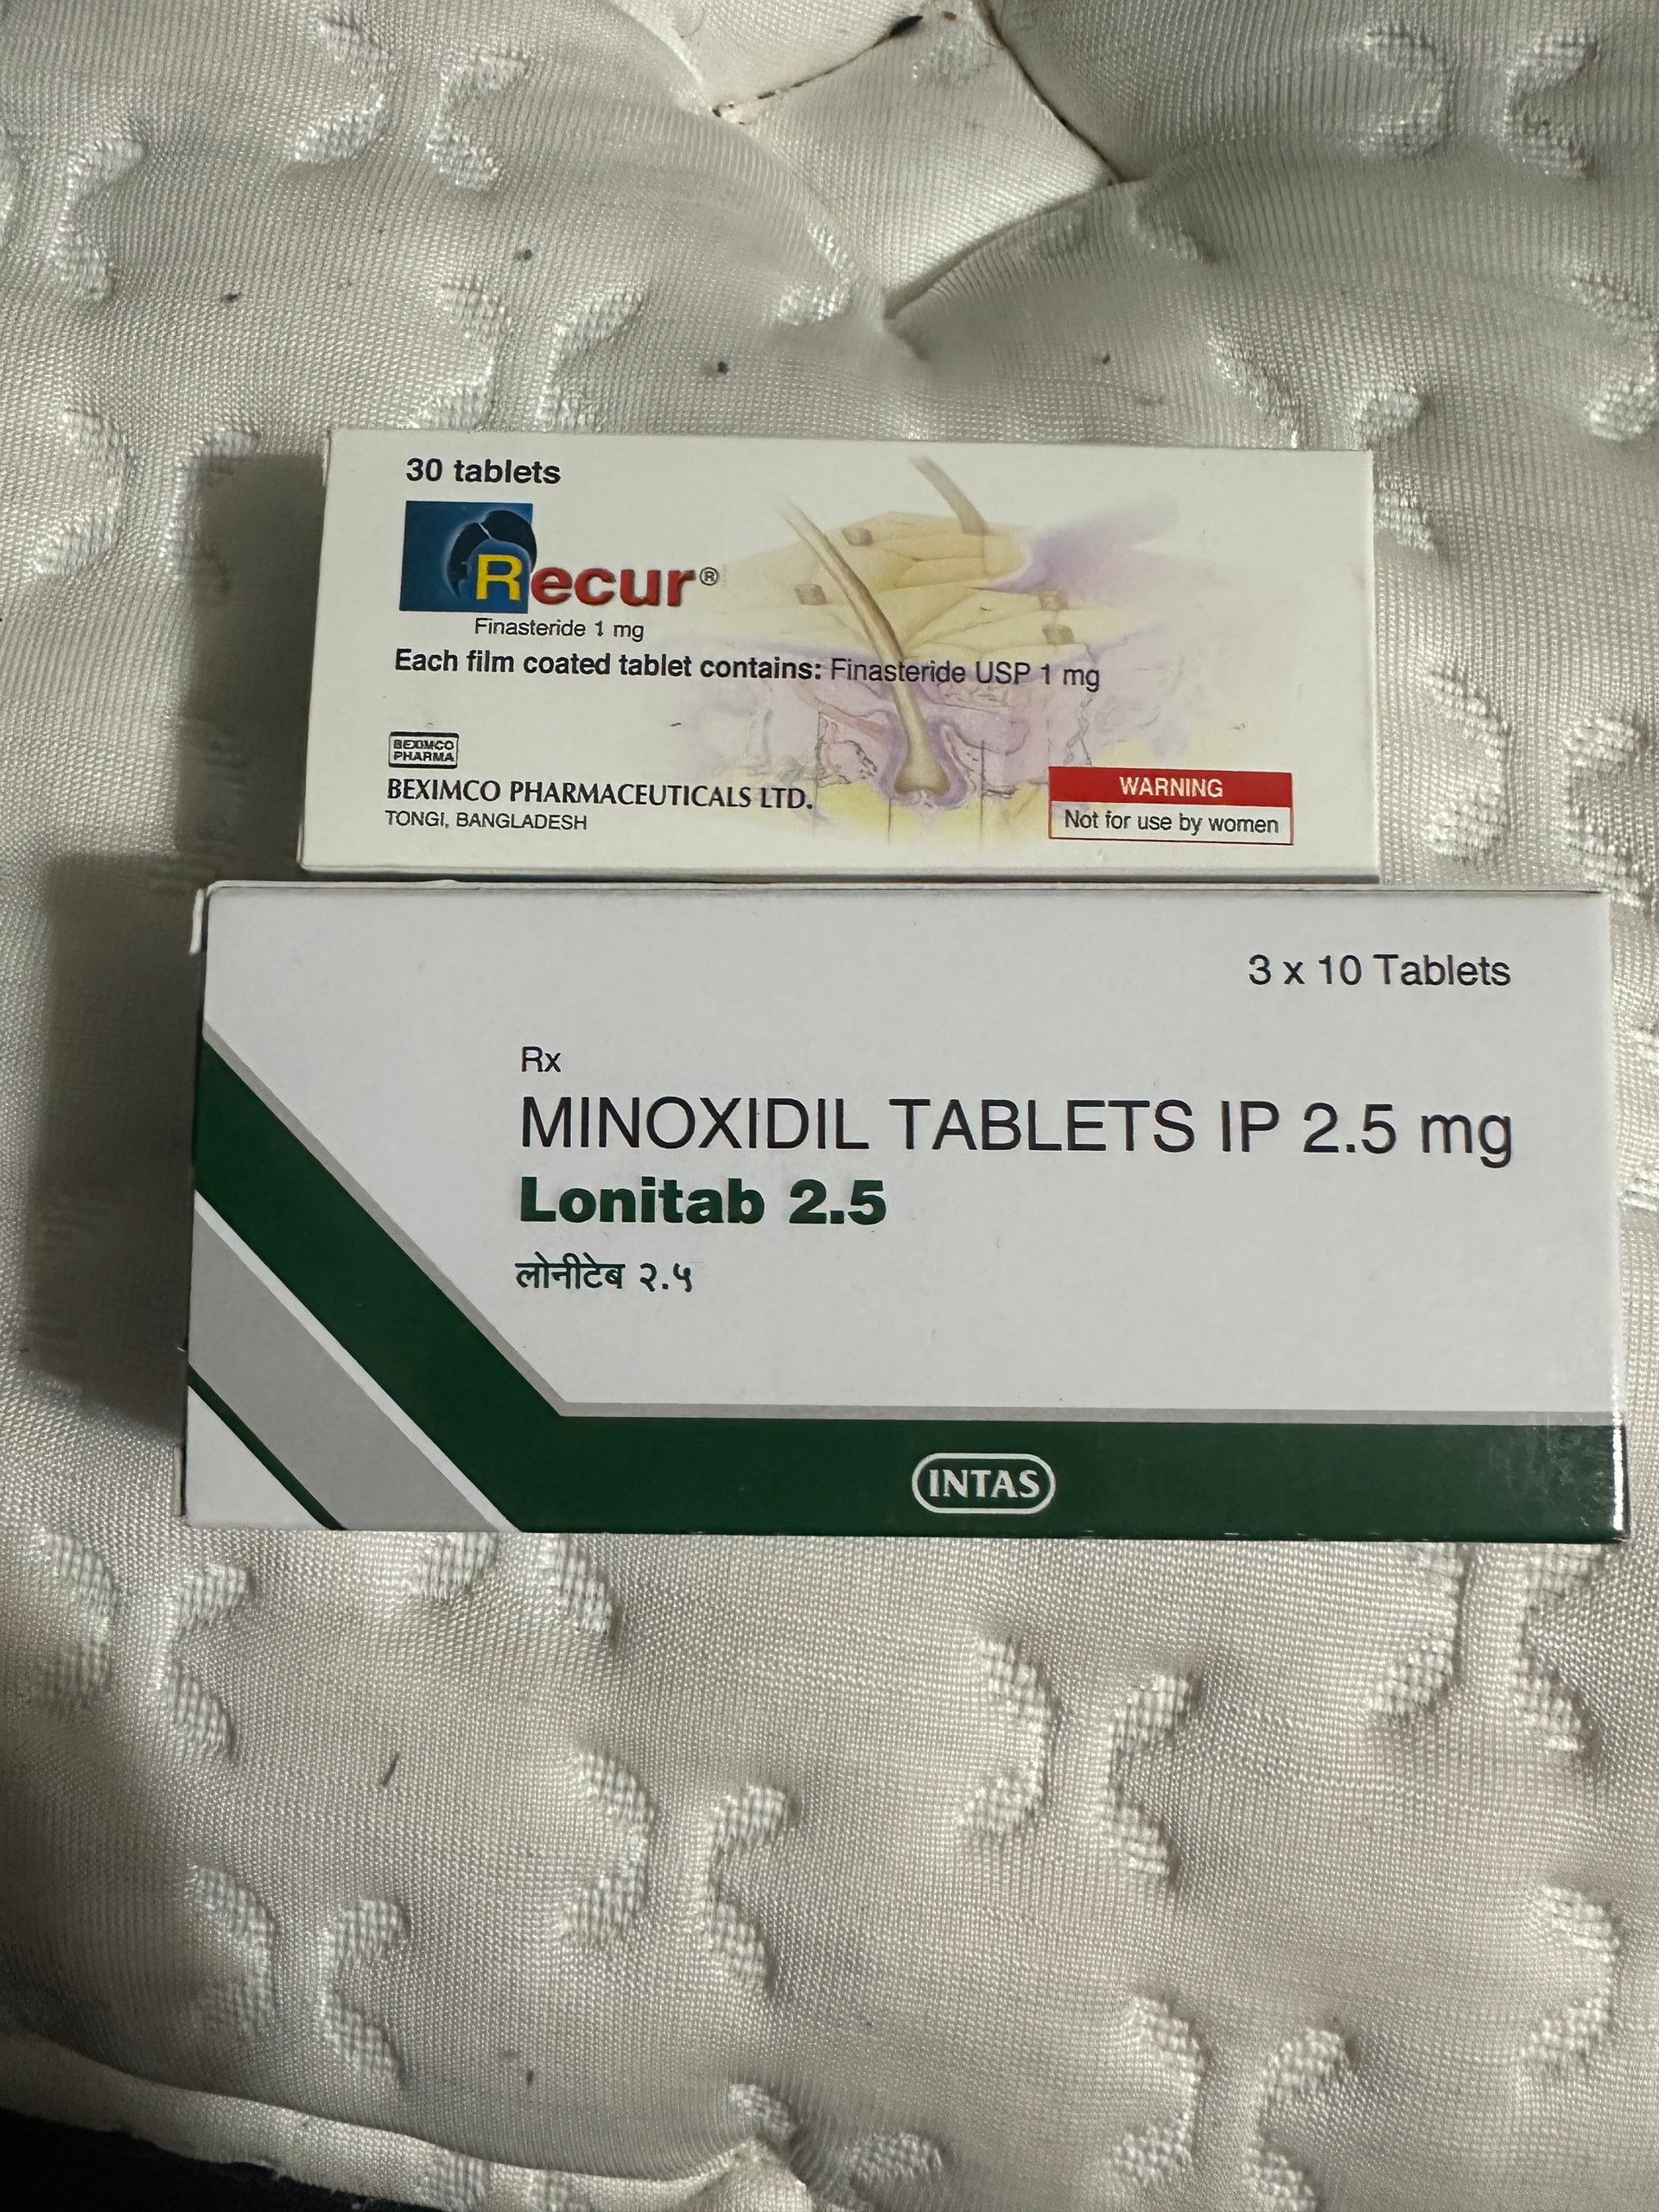 30 tablets
Recur®
Finasteride 1 mg
Each film coated tablet contains: Finasteride USP 1 mg
BEXIMCO
PHARMA
BEXIMCO PHARMACEUTICALS LTD.
TONGI, BANGLADESH
WARNING
Not for use by women
3 x 10 Tablets
Rx
MINOXIDIL TABLETS IP 2.5 mg
Lonitab 2.5
लोनीटेब २.५
INTAS